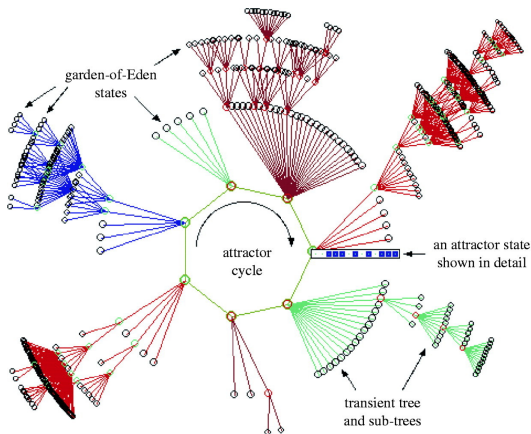 garden-of-Eden
states
attractor
cycle
an attractor state
shown in detail
transient tree
and sub-trees